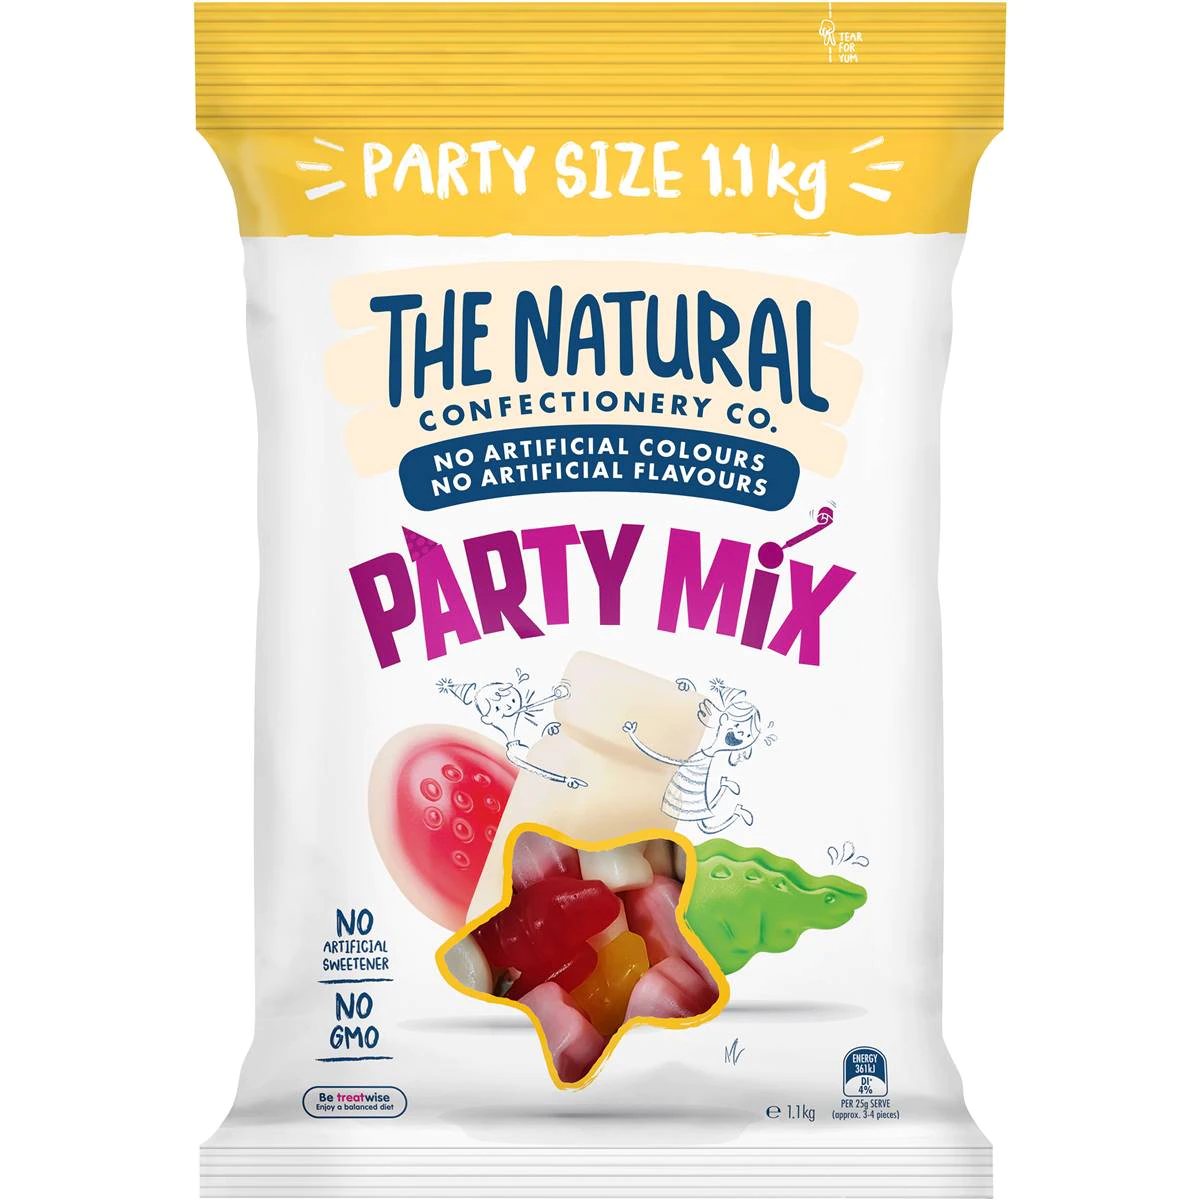 TEAR
FOR
YUM
PARTY SIZE 1.1kg
THE NATURAL
CONFECTIONERY CO.
NO ARTIFICIAL COLOURS
NO ARTIFICIAL FLAVOURS
PARTY MiX
NO
ARTIFICIAL
SWEETENER
NO
GMO
Be treatwise
Enjoy a balanced diet
ENERGY
361kJ
DI*
4%
PER 25g SERVE
(approx. 3-4 pieces)
℮ 1.1kg